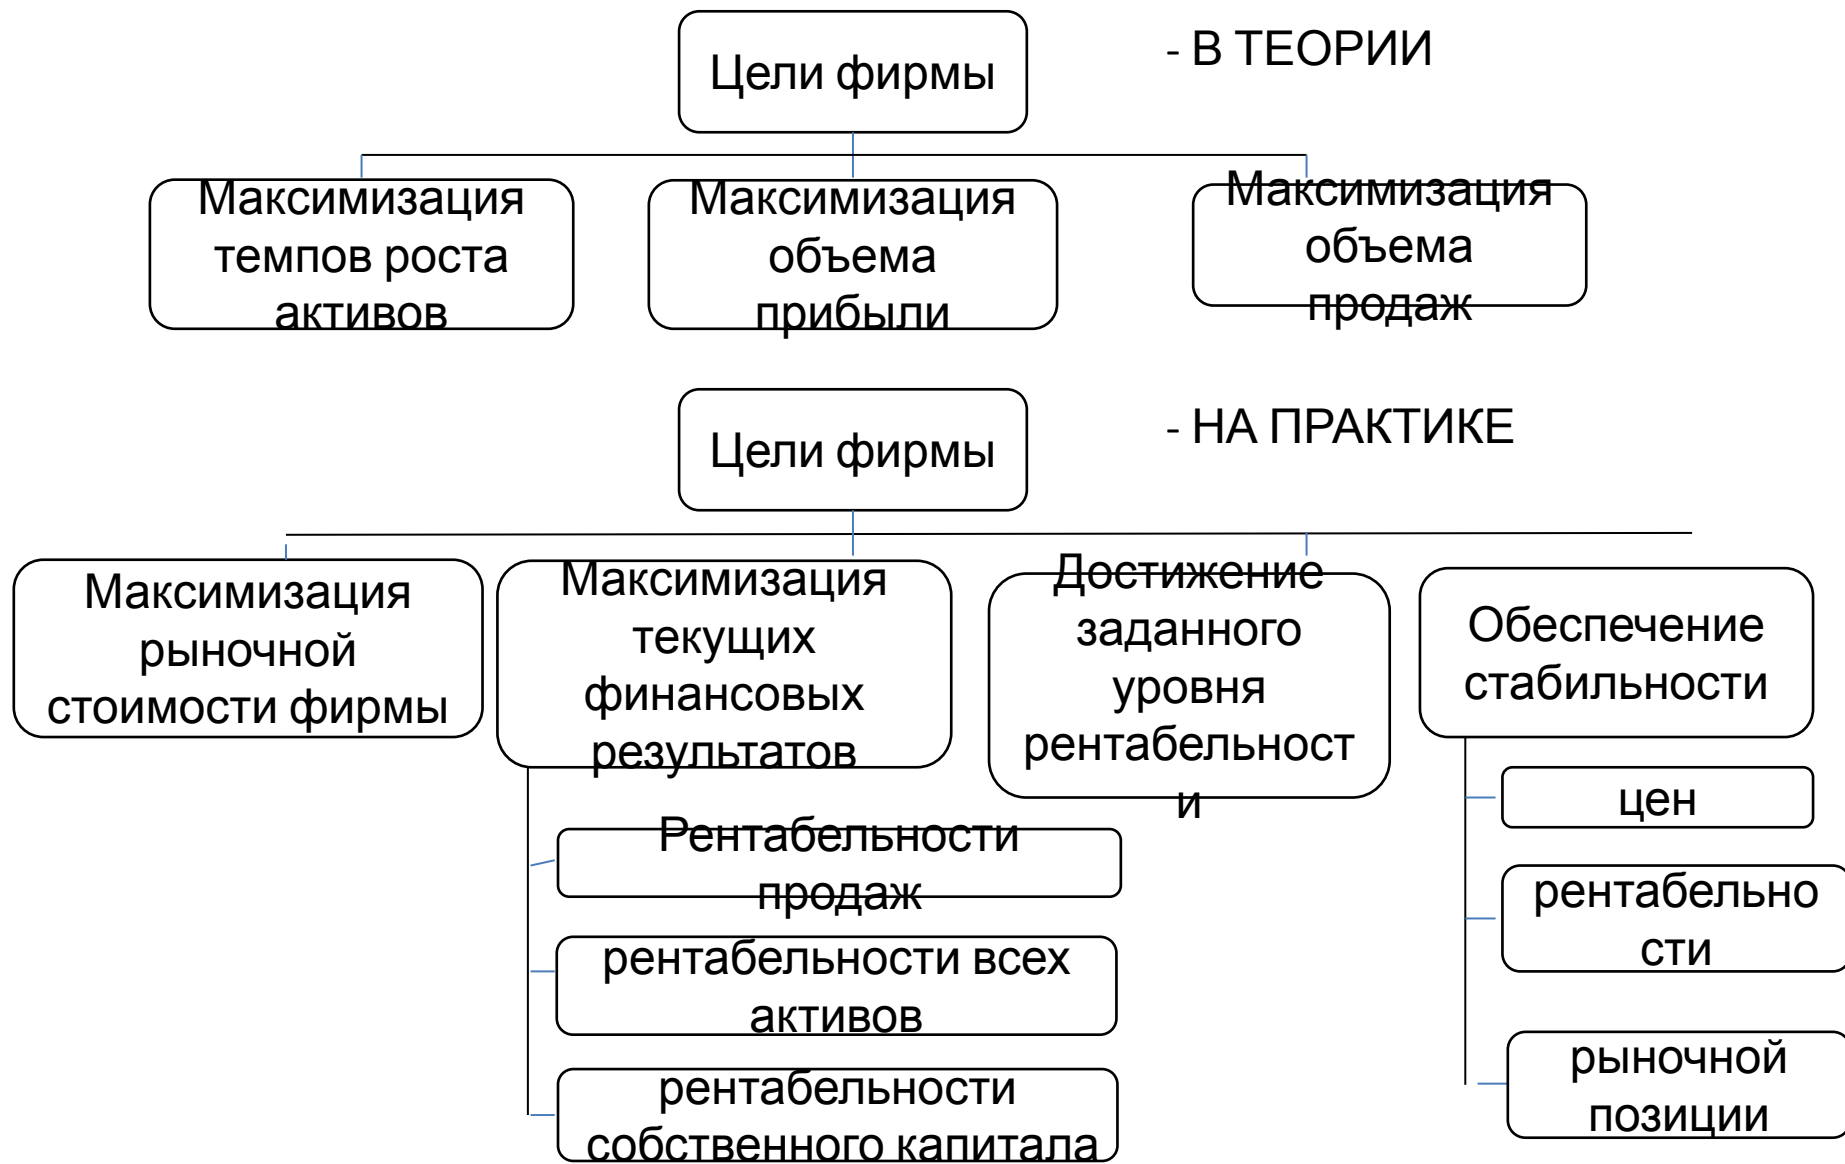 Цели фирмы
- В ТЕОРИИ
Максимизация
темпов роста
активов
Максимизация
объема
прибыли
Максимизация
объема
продаж
Цели фирмы
- НА ПРАКТИКЕ
Максимизация
рыночной
стоимости фирмы
Максимизация
текущих
финансовых
результатов
Рентабельности
продаж
рентабельности всех
активов
рентабельности
собственного капитала
Достижение
заданного
уровня
рентабельност
и
Обеспечение
стабильности
цен
рентабельно
сти
рыночной
позиции